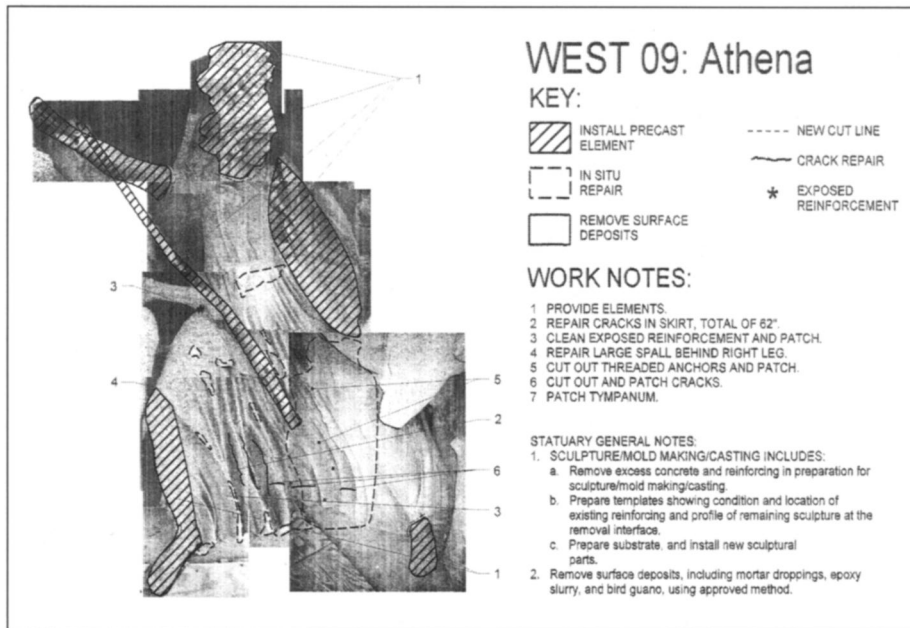 WEST 09: Athena
KEY:
INSTALL PRECAST
ELEMENT
IN SITU
REPAIR
REMOVE SURFACE
DEPOSITS
NEW CUT LINE
CRACK REPAIR
* EXPOSED
REINFORCEMENT
WORK NOTES:
1 PROVIDE ELEMENTS.
2 REPAIR CRACKS IN SKIRT, TOTAL OF 62".
3 CLEAN EXPOSED REINFORCEMENT AND PATCH.
4 REPAIR LARGE SPALL BEHIND RIGHT LEG.
5 CUT OUT THREADED ANCHORS AND PATCH.
6 CUT OUT AND PATCH CRACKS.
7 PATCH TYMPANUM.
STATUARY GENERAL NOTES:
1. SCULPTURE/MOLD MAKING/CASTING INCLUDES:
a. Remove excess concrete and reinforcing in preparation for
sculpture/mold making/casting.
b. Prepare templates showing condition and location of
existing reinforcing and profile of remaining sculpture at the
removal interface.
c. Prepare substrate, and install new sculptural
parts.
2. Remove surface deposits, including mortar droppings, epoxy
slurry, and bird guano, using approved method.
1
3
4
5
2
6
3
1